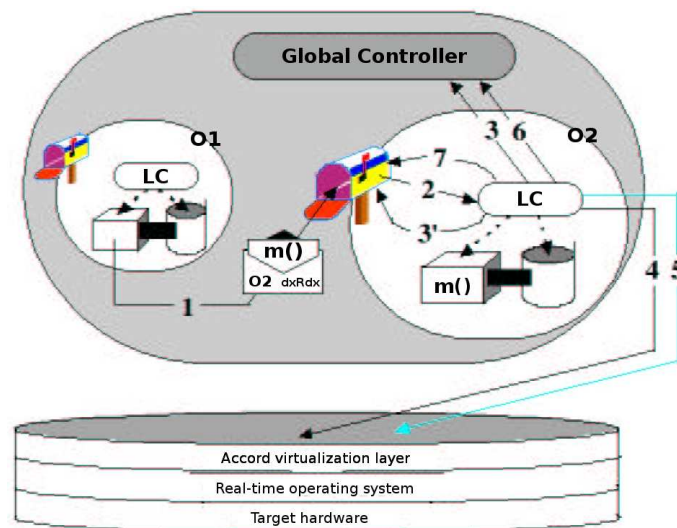 Global Controller
O1
3
6
O2
LC
7
2
LC
3'
m()
O2 dxRdx
m()
1
4
5
Accord virtualization layer
Real-time operating system
Target hardware